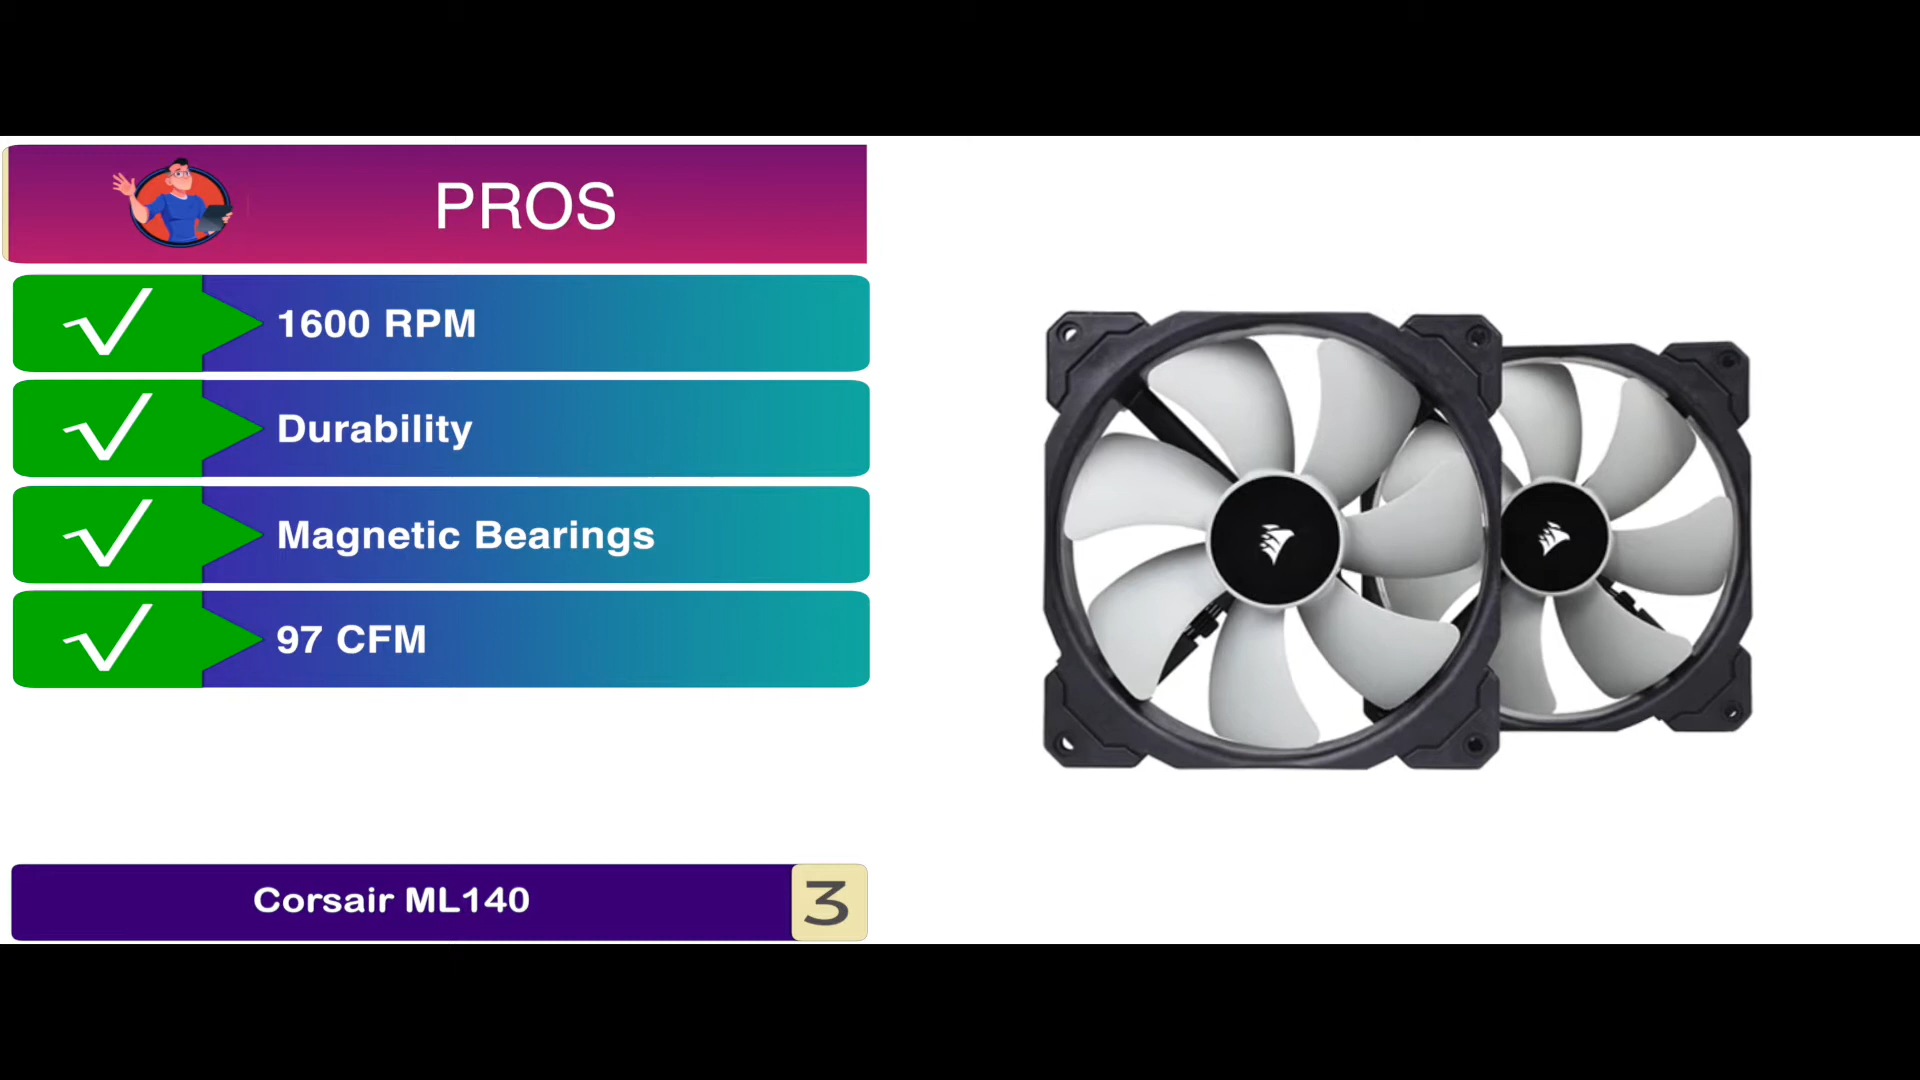 PROS
1600 RPM
Durability
Magnetic Bearings
97 CFM
Corsair ML140
3